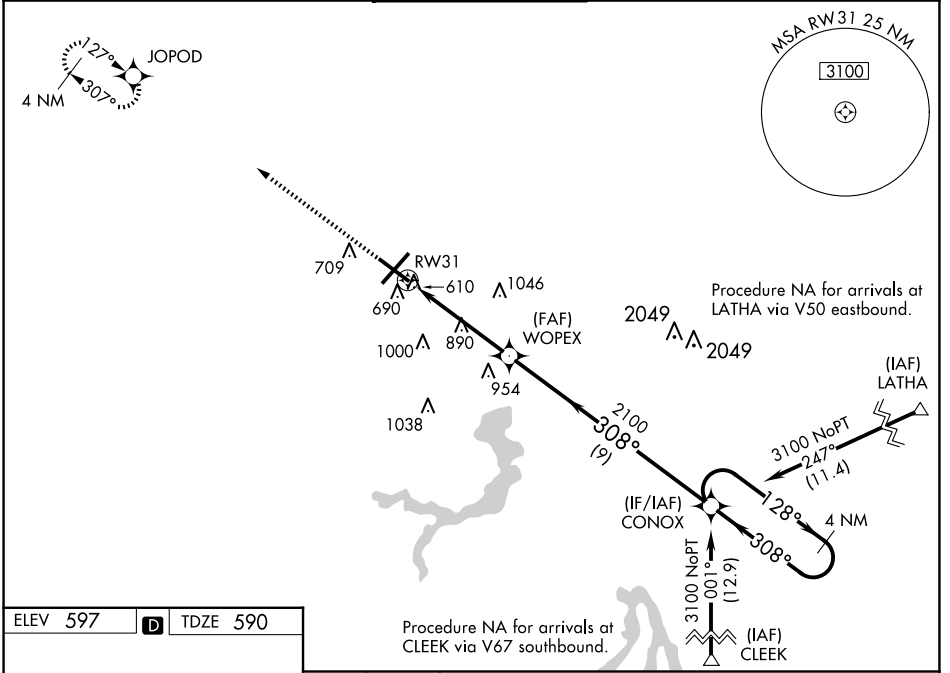 MSA RW31 25 NM
3100
127°
307°
JOPOD
4 NM
709
RW31
690
610
1046
Procedure NA for arrivals at
LATHA via V50 eastbound.
2049
2049
(FAF)
WOPEX
1000
890
954
1038
(IAF)
LATHA
2100
308°
(9)
3100 NoPT
247°
(11.4)
(IF/IAF)
CONOX
128°
4 NM
308°
3100 NoPT
001°
(12.9)
ELEV 597
D
TDZE 590
Procedure NA for arrivals at
CLEEK via V67 southbound.
(IAF)
CLEEK